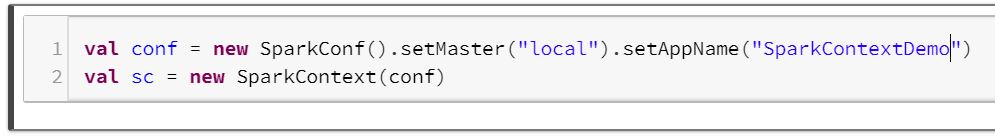 1 val conf = new SparkConf().setMaster("local").setAppName("SparkContextDemo")
2 val sc = new SparkContext(conf)